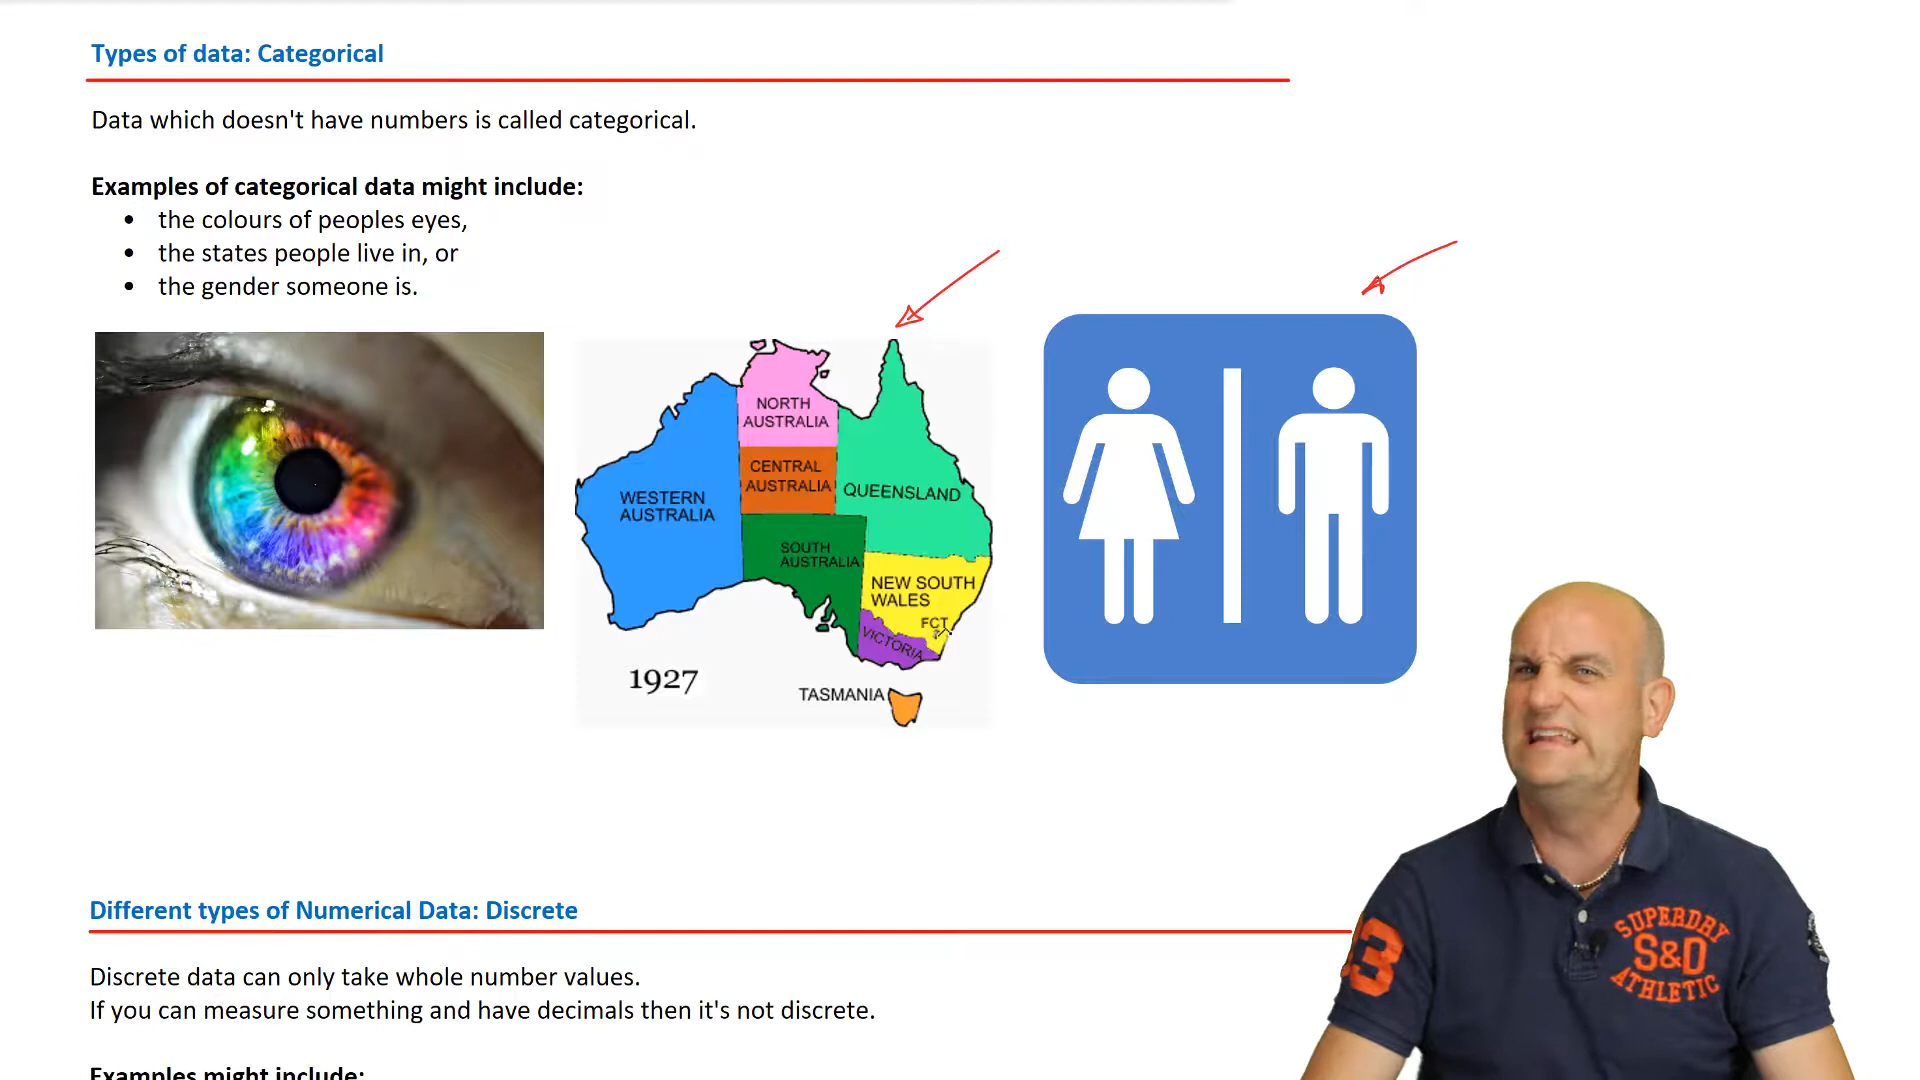 Types of data: Categorical
Data which doesn't have numbers is called categorical.
Examples of categorical data might include:
• the colours of peoples eyes,
• the states people live in, or
• the gender someone is.
NORTH
AUSTRALIA
CENTRAL
AUSTRALIA
QUEENSLAND
WESTERN
AUSTRALIA
SOUTH
AUSTRALIA
NEW SOUTH
WALES
FCT
VICTORIA
1927
TASMANIA
Different types of Numerical Data: Discrete
Discrete data can only take whole number values.
If you can measure something and have decimals then it's not discrete.
Examples might include:
3
SUPERDRY
S&D
ATHLETIC